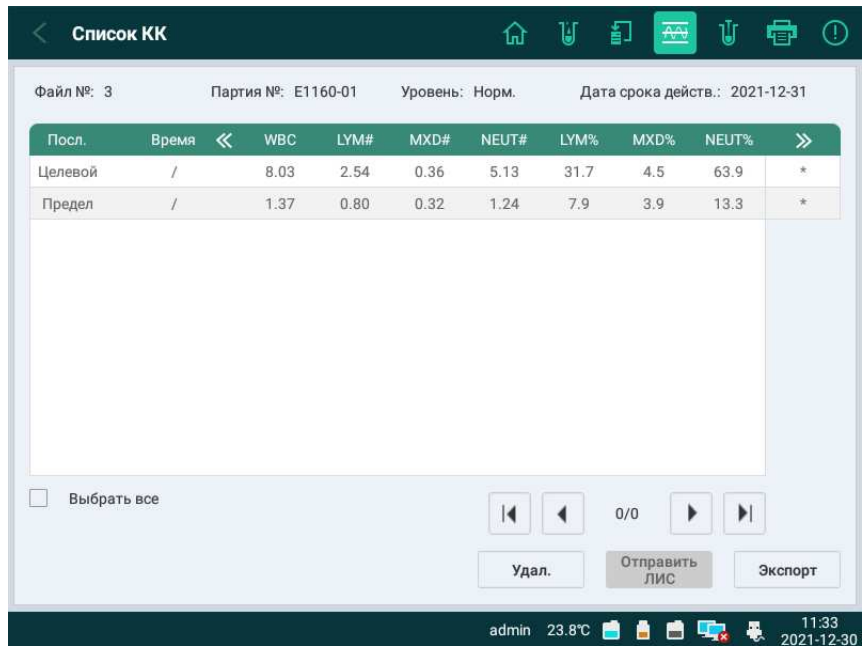 Список КК
Файл №: 3 Партия №: E1160-01 Уровень: Норм. Дата срока действ.: 2021-12-31
Посл. Время WBC LYM# MXD# NEUT# LYM% MXD% NEUT%
Целевой / 8.03 2.54 0.36 5.13 31.7 4.5 63.9 *
Предел / 1.37 0.80 0.32 1.24 7.9 3.9 13.3 *
Выбрать все
0/0
Удал. Отправить ЛИС Экспорт
admin 23.8℃ 11:33
2021-12-30